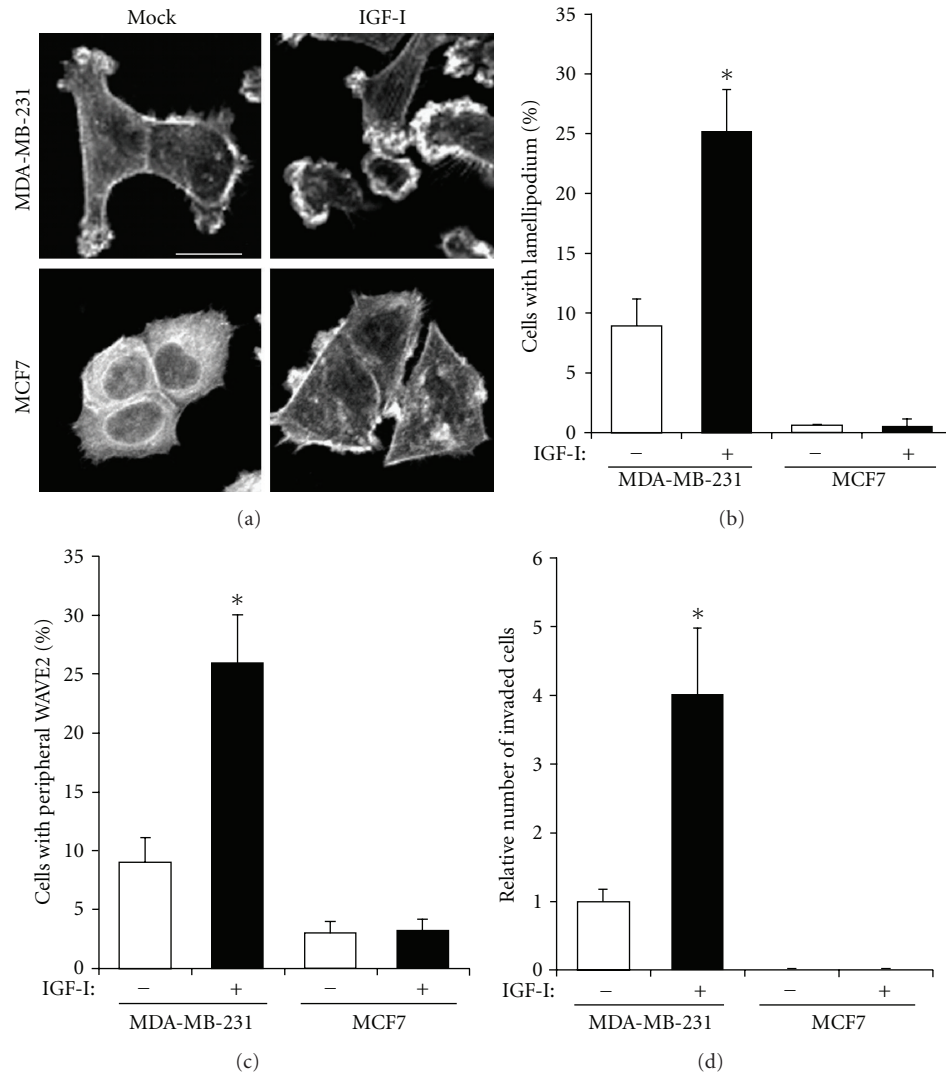 Mock
IGF-I
MDA-MB-231
MCF7
(a)
Cells with lamellipodium (%)
35
30
25
20
15
10
5
0
*
IGF-I:
− + − +
MDA-MB-231
MCF7
(b)
Cells with peripheral WAVE2 (%)
35
30
25
20
15
10
5
0
*
IGF-I:
− + − +
MDA-MB-231
MCF7
(c)
Relative number of invaded cells
6
5
4
3
2
1
0
*
IGF-I:
− + − +
MDA-MB-231
MCF7
(d)